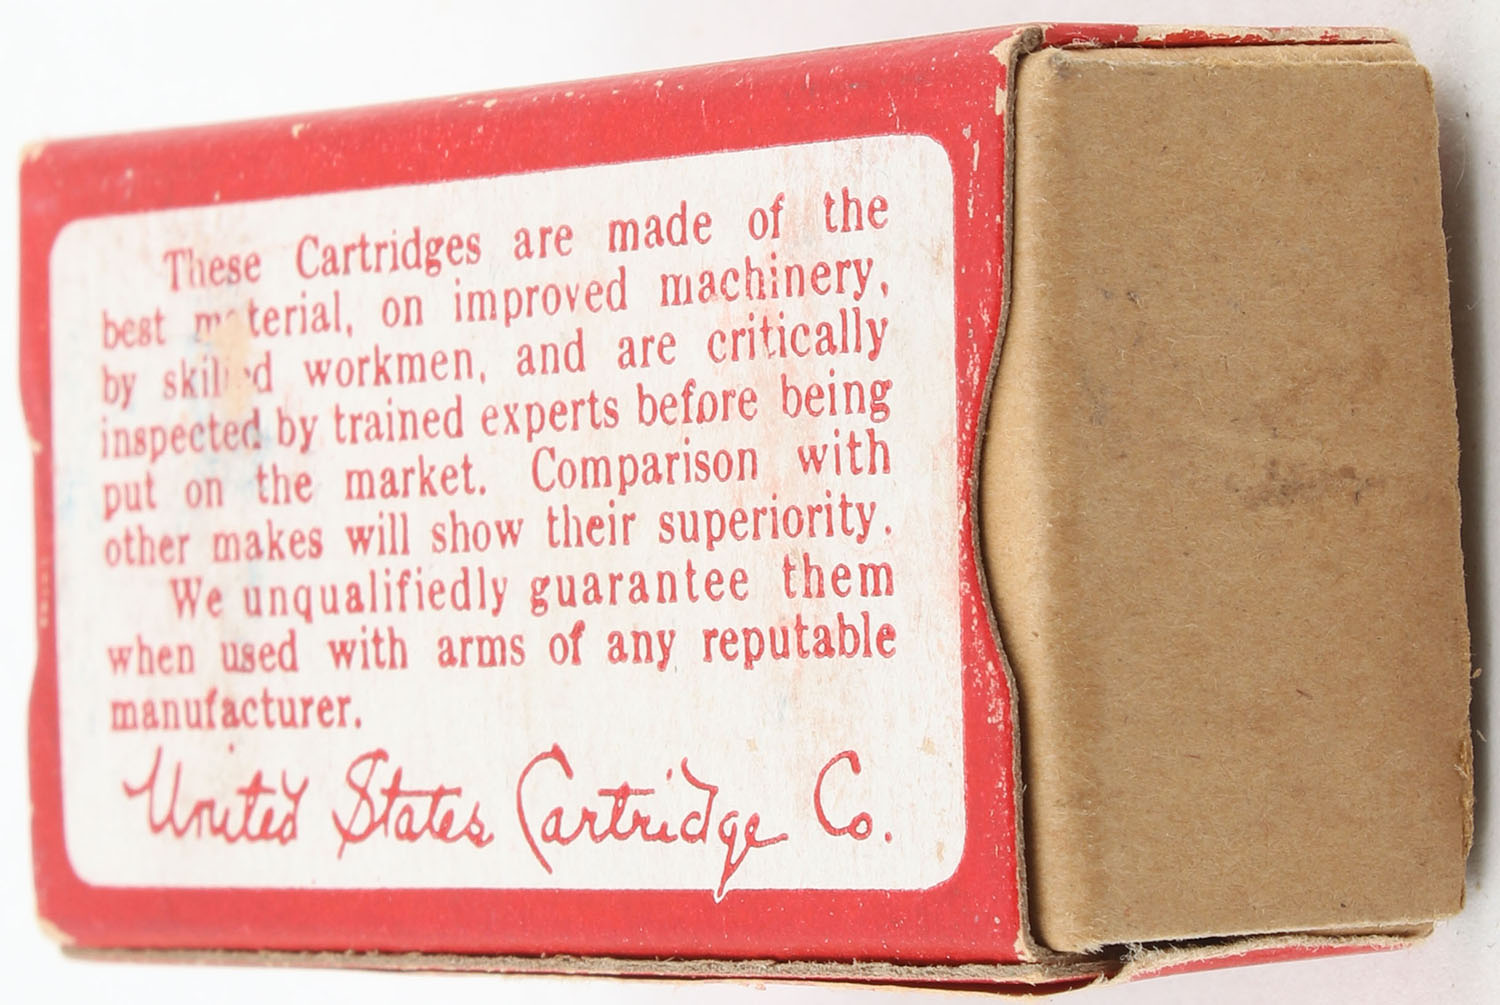 These Cartridges are made of the
best material, on improved machinery,
by skilled workmen, and are critically
inspected by trained experts before being
put on the market. Comparison with
other makes will show their superiority.
We unqualifiedly guarantee them
when used with arms of any reputable
manufacturer.
United States Cartridge Co.